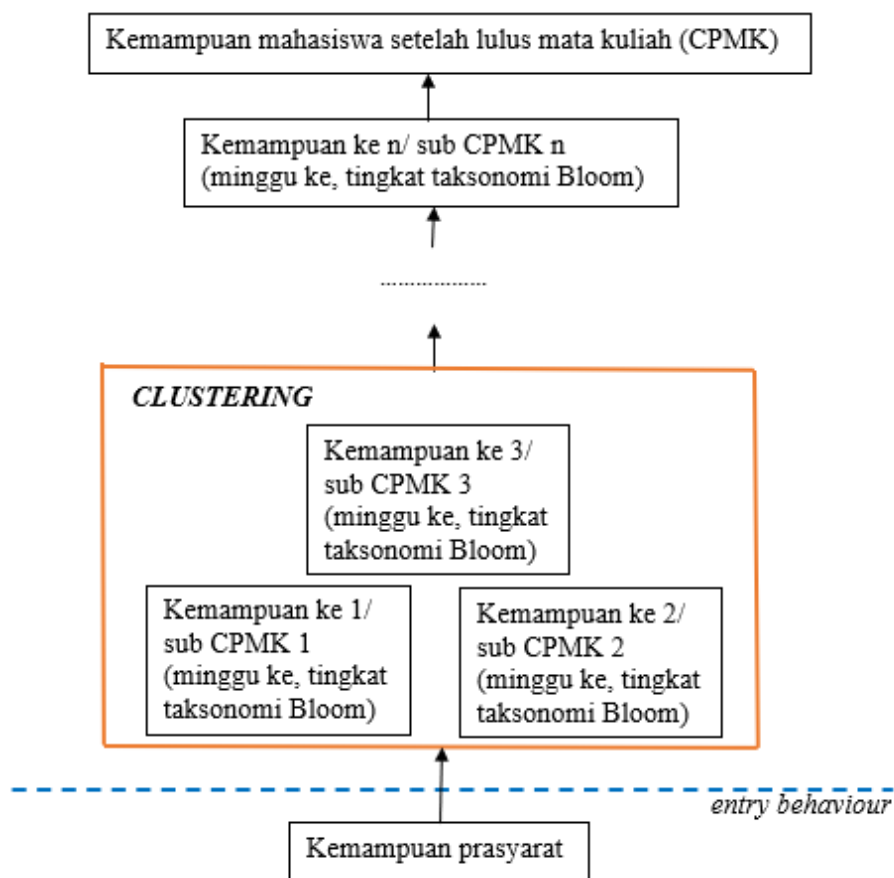 Kemampuan mahasiswa setelah lulus mata kuliah (CPMK)
Kemampuan ke n/ sub CPMK n
(minggu ke, tingkat taksonomi Bloom)
..................
CLUSTERING
Kemampuan ke 3/
sub CPMK 3
(minggu ke, tingkat
taksonomi Bloom)
Kemampuan ke 1/
sub CPMK 1
(minggu ke, tingkat
taksonomi Bloom)
Kemampuan ke 2/
sub CPMK 2
(minggu ke, tingkat
taksonomi Bloom)
entry behaviour
Kemampuan prasyarat